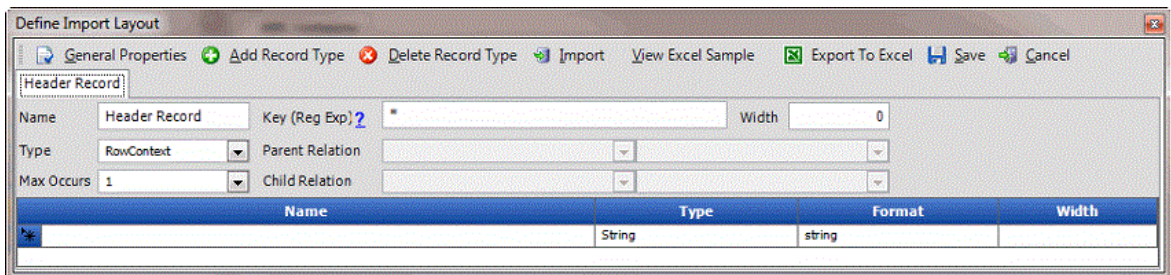 Define Import Layout
General Properties Add Record Type Delete Record Type Import View Excel Sample Export To Excel Save Cancel
Header Record
Name Header Record Key (Reg Exp) ? * Width 0
Type RowContext Parent Relation
Max Occurs 1 Child Relation
Name Type Format Width
String string